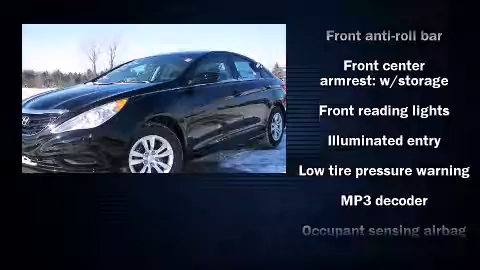 Front anti-roll bar
Front center
armrest: w/storage
Front reading lights
Illuminated entry
Low tire pressure warning
MP3 decoder
Occupant sensing airbag